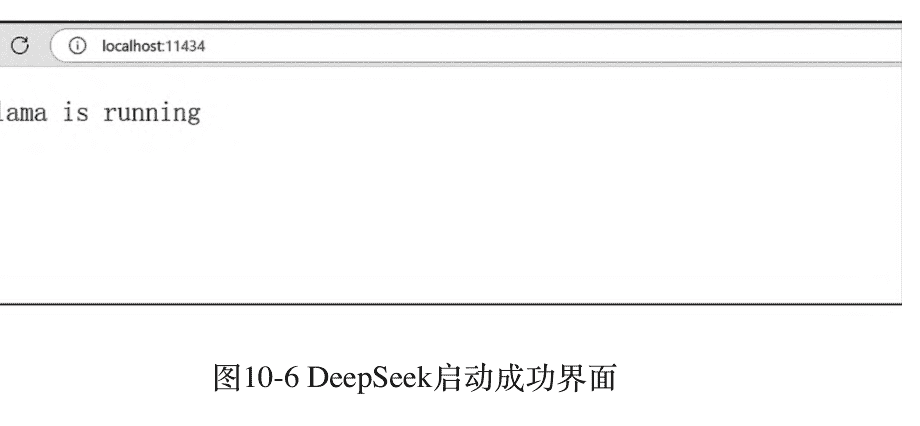 localhost:11434
lama is running
图10-6 DeepSeek启动成功界面